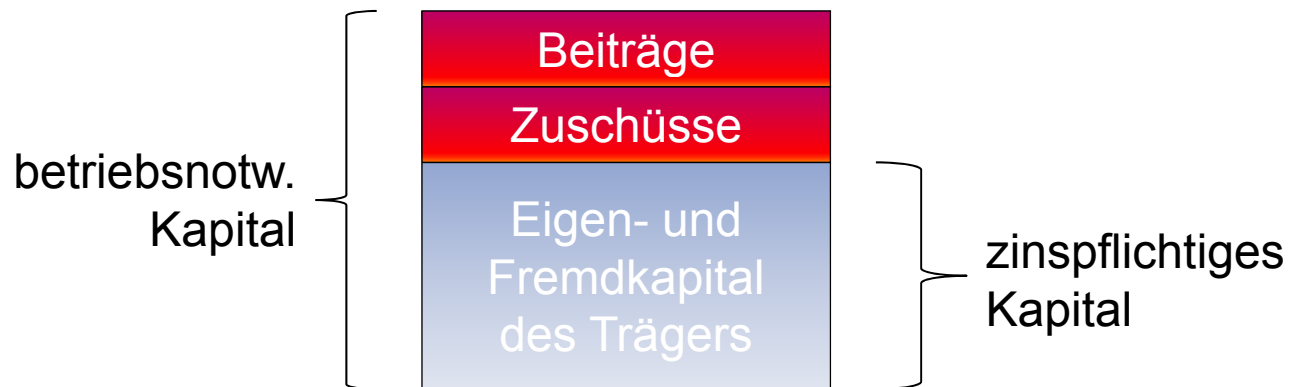 Beiträge
Zuschüsse
betriebsnotw.
Kapital
Eigen- und
Fremdkapital
des Trägers
zinspflichtiges
Kapital